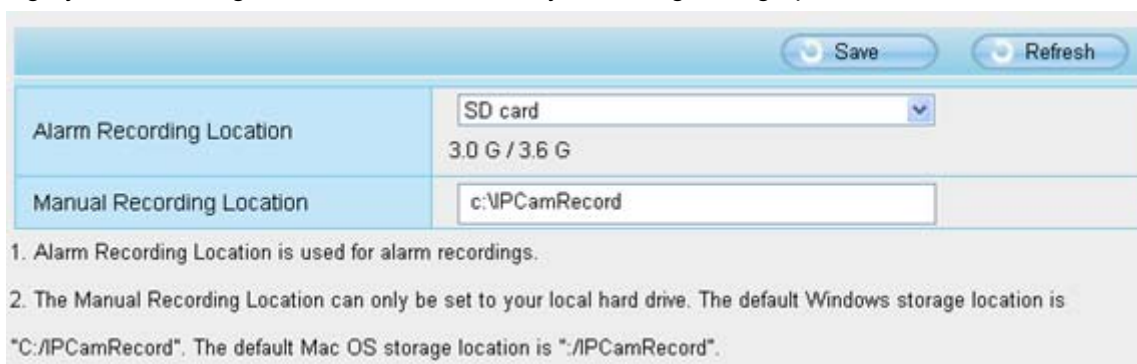 Save Refresh
Alarm Recording Location SD card
3.0 G / 3.6 G
Manual Recording Location c:\IPCamRecord
1. Alarm Recording Location is used for alarm recordings.
2. The Manual Recording Location can only be set to your local hard drive. The default Windows storage location is
"C:/IPCamRecord". The default Mac OS storage location is ":/IPCamRecord".